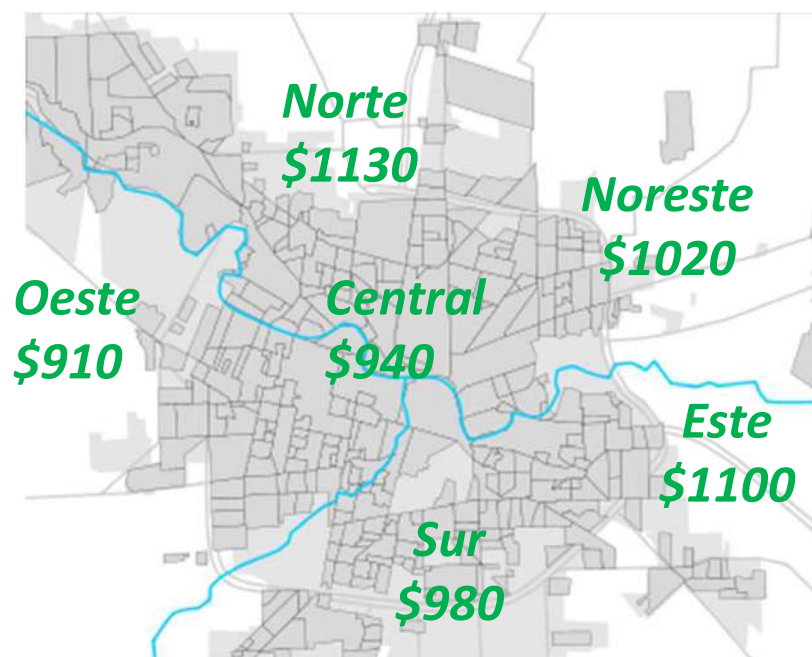 Norte
$1130
Noreste
$1020
Oeste
$910
Central
$940
Este
$1100
Sur
$980